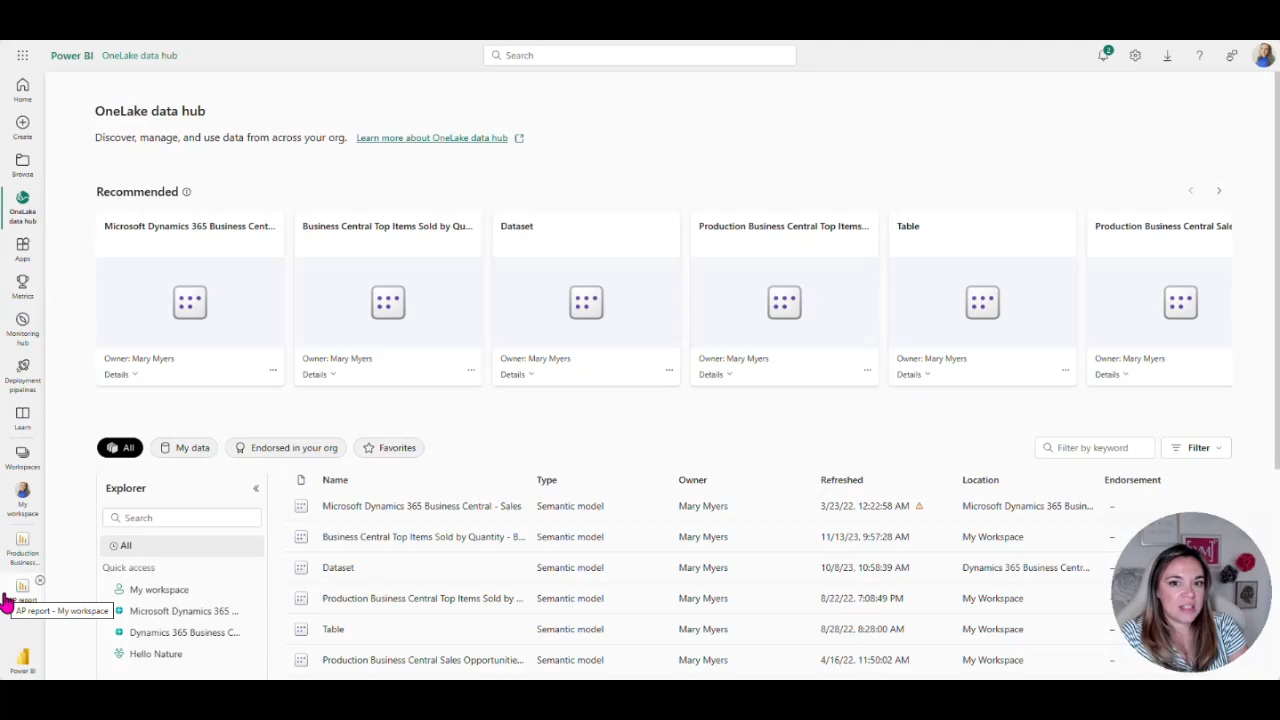 Power BI OneLake data hub
Search
2
Home
Create
Browse
OneLake
data hub
Apps
Metrics
Monitoring
hub
Deployment
pipelines
Learn
Workspaces
My
workspace
Production
Business...
AP report
AP report - My workspace
Power BI
OneLake data hub
Discover, manage, and use data from across your org. Learn more about OneLake data hub
Recommended
Microsoft Dynamics 365 Business Cent...
Owner: Mary Myers
Details
Business Central Top Items Sold by Qu...
Owner: Mary Myers
Details
Dataset
Owner: Mary Myers
Details
Production Business Central Top Items...
Owner: Mary Myers
Details
Table
Owner: Mary Myers
Details
Production Business Central Sale
Owner: Mary Myers
Details
All My data Endorsed in your org Favorites
Filter by keyword Filter
Explorer
Search
All
Quick access
My workspace
Microsoft Dynamics 365 ...
Dynamics 365 Business C...
Hello Nature
Name Type Owner Refreshed Location Endorsement
Microsoft Dynamics 365 Business Central - Sales Semantic model Mary Myers 3/23/22, 12:22:58 AM Microsoft Dynamics 365 Busin... –
Business Central Top Items Sold by Quantity - B... Semantic model Mary Myers 11/13/23, 9:57:28 AM My Workspace –
Dataset Semantic model Mary Myers 10/8/23, 10:58:39 AM Dynamics 365 Business Centr... –
Production Business Central Top Items Sold by ... Semantic model Mary Myers 8/22/22, 7:08:49 PM My Workspace –
Table Semantic model Mary Myers 8/28/22, 8:28:00 AM My Workspace
Production Business Central Sales Opportunitie... Semantic model Mary Myers 4/16/22, 11:50:02 AM My Workspace